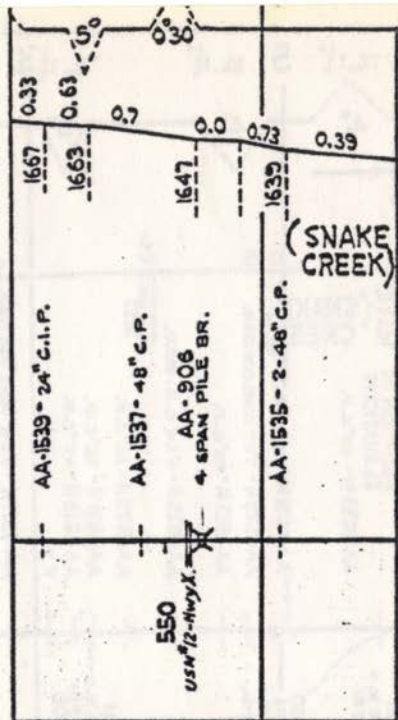 5°
0°30'
0.33
0.63
0.7
0.0
0.73
0.39
1667
1663
1647
1639
(SNAKE
CREEK)
AA-1539-24" C.I.P.
AA-1537-48" C.P.
AA-906
4 SPAN PILE BR.
AA-1535-2-48" C.P.
550
USN#12-HwyX.